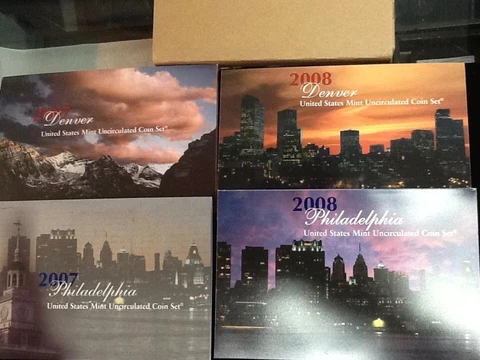 2007
Denver
United States Mint Uncirculated Coin Set®
2008
Denver
United States Mint Uncirculated Coin Set®
2007
Philadelphia
United States Mint Uncirculated Coin Set®
2008
Philadelphia
United States Mint Uncirculated Coin Set®